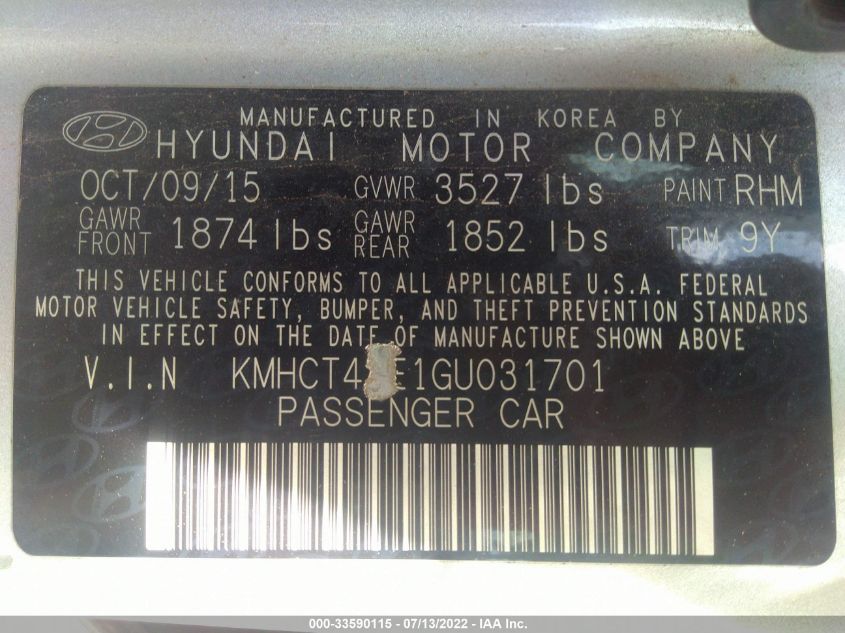 MANUFACTURED IN KOREA BY
HYUNDAI MOTOR COMPANY
OCT/09/15 GVWR 3527 lbs PAINT RHM
GAWR FRONT 1874 lbs GAWR REAR 1852 lbs TRIM 9Y
THIS VEHICLE CONFORMS TO ALL APPLICABLE U.S.A. FEDERAL
MOTOR VEHICLE SAFETY, BUMPER, AND THEFT PREVENTION STANDARDS
IN EFFECT ON THE DATE OF MANUFACTURE SHOWN ABOVE
V.I.N
PASSENGER CAR
000-33590115 - 07/13/2022 - IAA Inc.